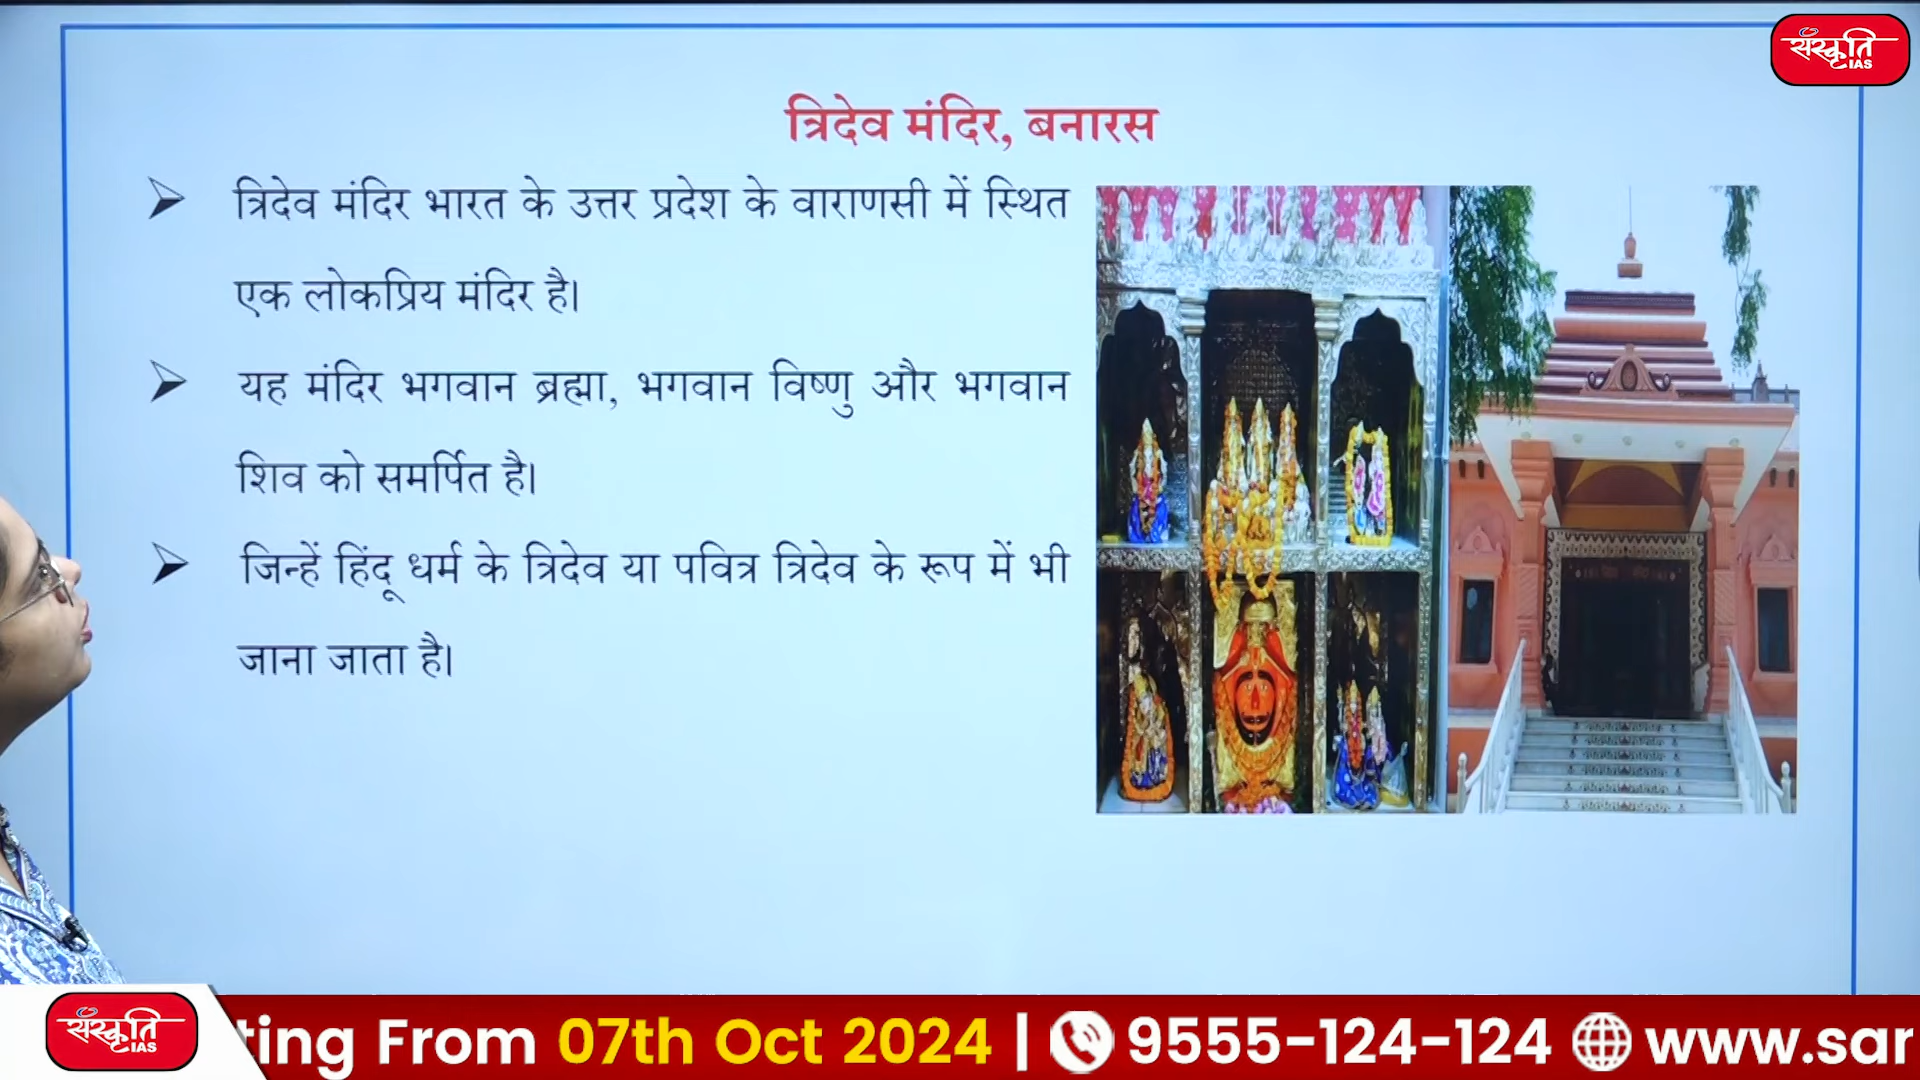 संस्कृति
IAS
त्रिदेव मंदिर, बनारस
त्रिदेव मंदिर भारत के उत्तर प्रदेश के वाराणसी में स्थित
एक लोकप्रिय मंदिर है।
यह मंदिर भगवान ब्रह्मा, भगवान विष्णु और भगवान
शिव को समर्पित है।
जिन्हें हिंदू धर्म के त्रिदेव या पवित्र त्रिदेव के रूप में भी
जाना जाता है।
संस्कृति
IAS
ting From 07th Oct 2024 | 9555-124-124 www.sar